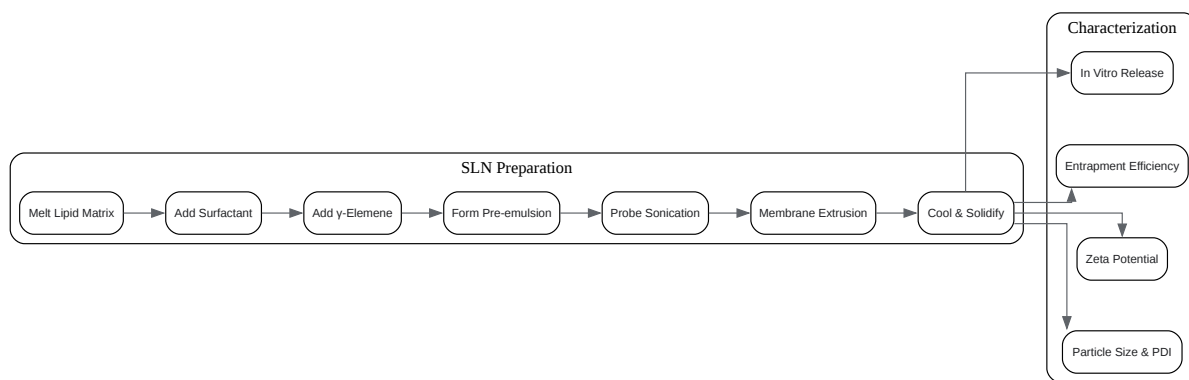 Characterization
In Vitro Release
SLN Preparation
Entrapment Efficiency
Melt Lipid Matrix
Add Surfactant
Add γ-Elemene
Form Pre-emulsion
Probe Sonication
Membrane Extrusion
Cool & Solidify
Zeta Potential
Particle Size & PDI